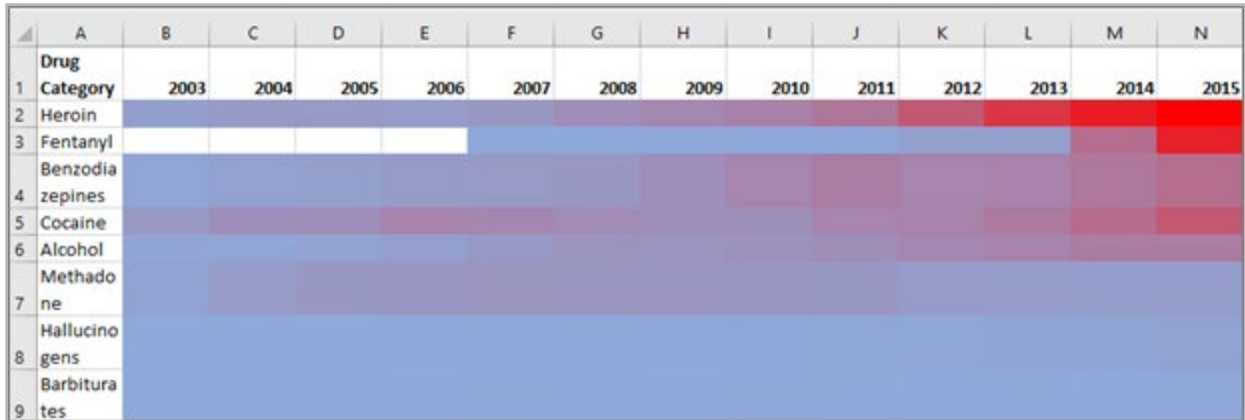 A B C D E F G H I J K L M N
Drug
1 Category 2003 2004 2005 2006 2007 2008 2009 2010 2011 2012 2013 2014 2015
2 Heroin
3 Fentanyl
Benzodia
4 zepines
5 Cocaine
6 Alcohol
Methado
7 ne
Hallucino
8 gens
Barbitura
9 tes